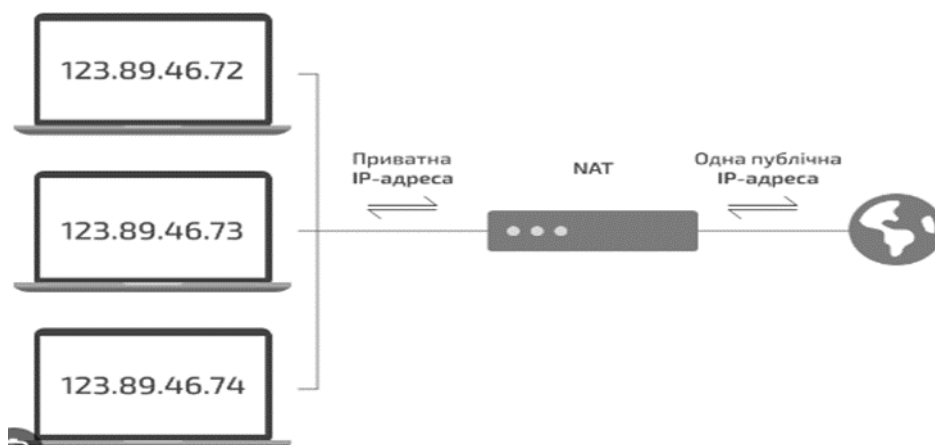 123.89.46.72
Приватна
IP-адреса
NAT
Одна публічна
IP-адреса
123.89.46.73
123.89.46.74